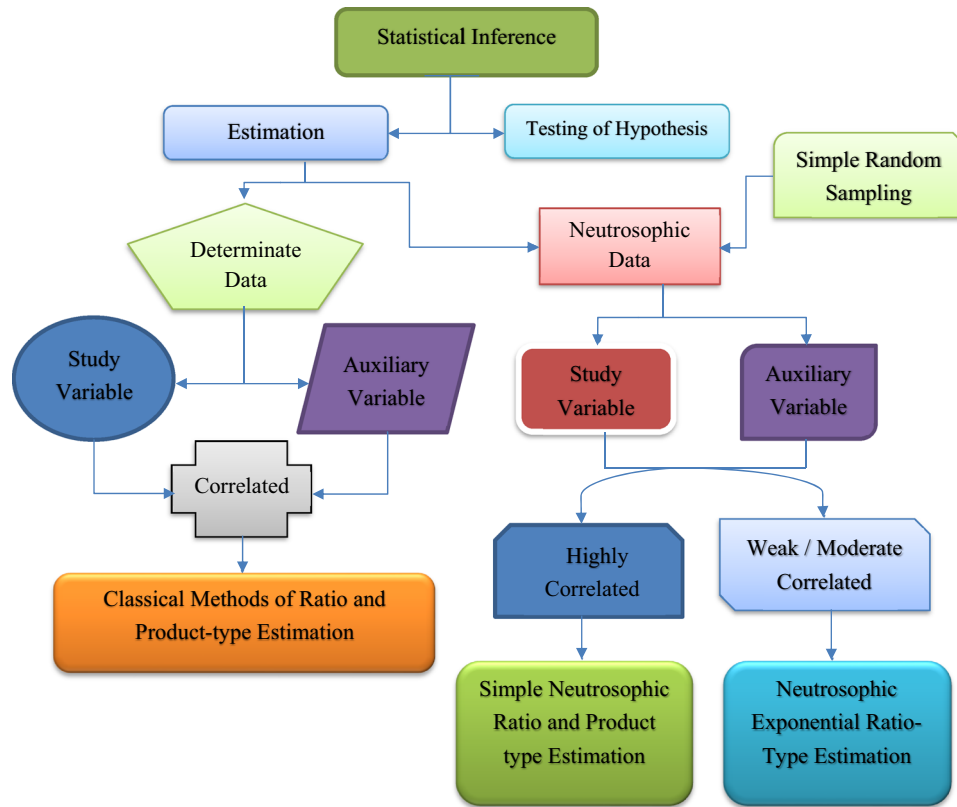 Statistical Inference
Estimation
Testing of Hypothesis
Simple Random
Sampling
Determinate
Data
Neutrosophic
Data
Study
Variable
Auxiliary
Variable
Study
Variable
Auxiliary
Variable
Correlated
Highly
Correlated
Weak / Moderate
Correlated
Classical Methods of Ratio and
Product-type Estimation
Simple Neutrosophic
Ratio and Product
type Estimation
Neutrosophic
Exponential Ratio-
Type Estimation